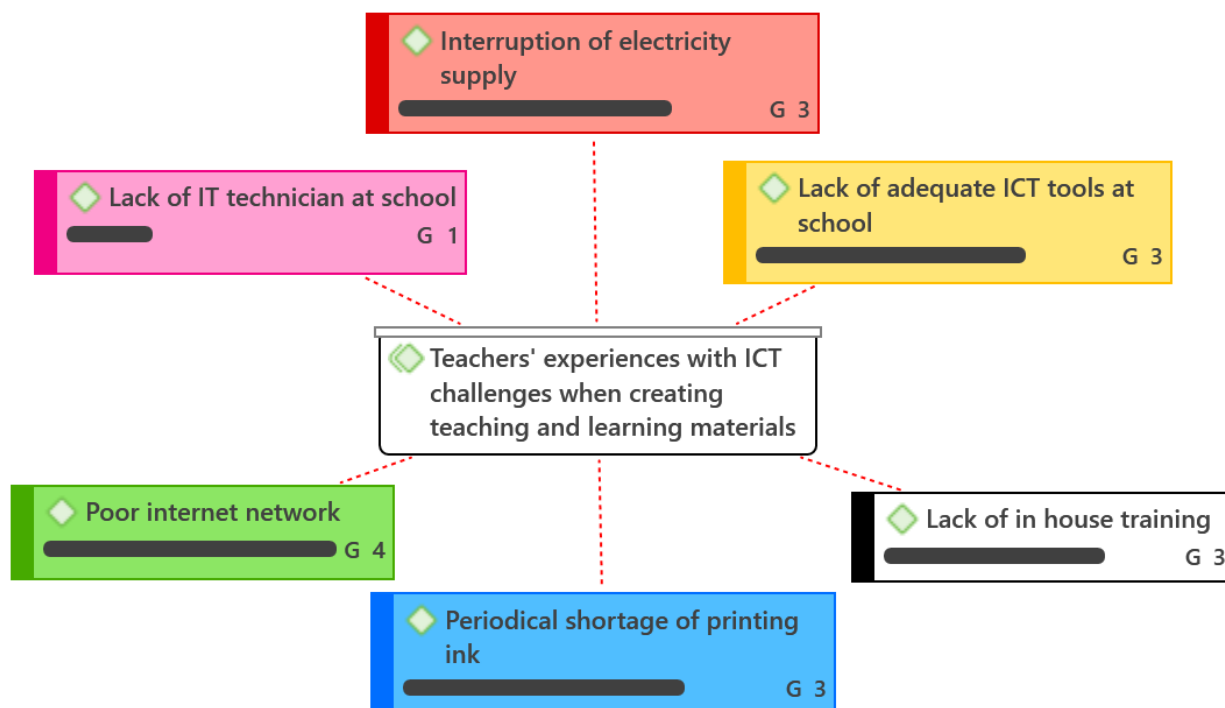 Interruption of electricity
supply
G 3
Lack of IT technician at school
G 1
Lack of adequate ICT tools at
school
G 3
Teachers' experiences with ICT
challenges when creating
teaching and learning materials
Poor internet network
G 4
Lack of in house training
G 3
Periodical shortage of printing
ink
G 3